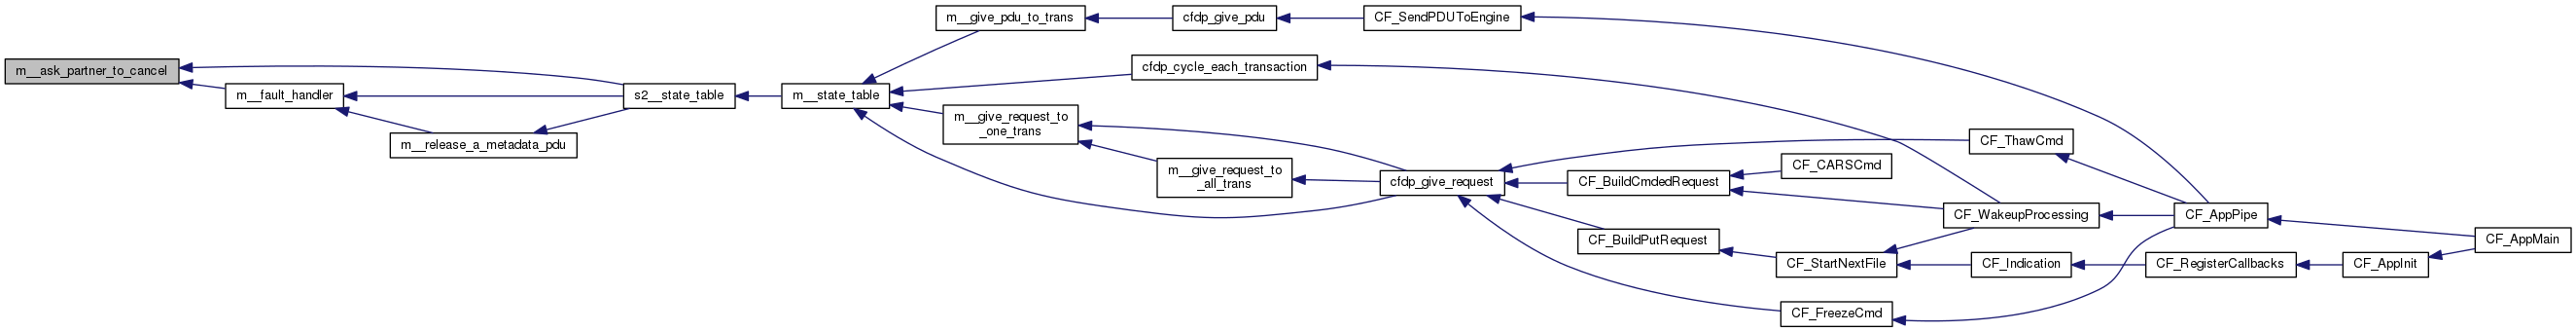 m__ask_partner_to_cancel
m__fault_handler
m__release_a_metadata_pdu
s2__state_table
m__state_table
m__give_pdu_to_trans
cfdp_give_pdu
CF_SendPDUToEngine
cfdp_cycle_each_transaction
m__give_request_to
_one_trans
m__give_request_to
_all_trans
cfdp_give_request
CF_ThawCmd
CF_BuildCmdedRequest
CF_CARSCmd
CF_BuildPutRequest
CF_StartNextFile
CF_FreezeCmd
CF_WakeupProcessing
CF_Indication
CF_AppPipe
CF_RegisterCallbacks
CF_AppInit
CF_AppMain